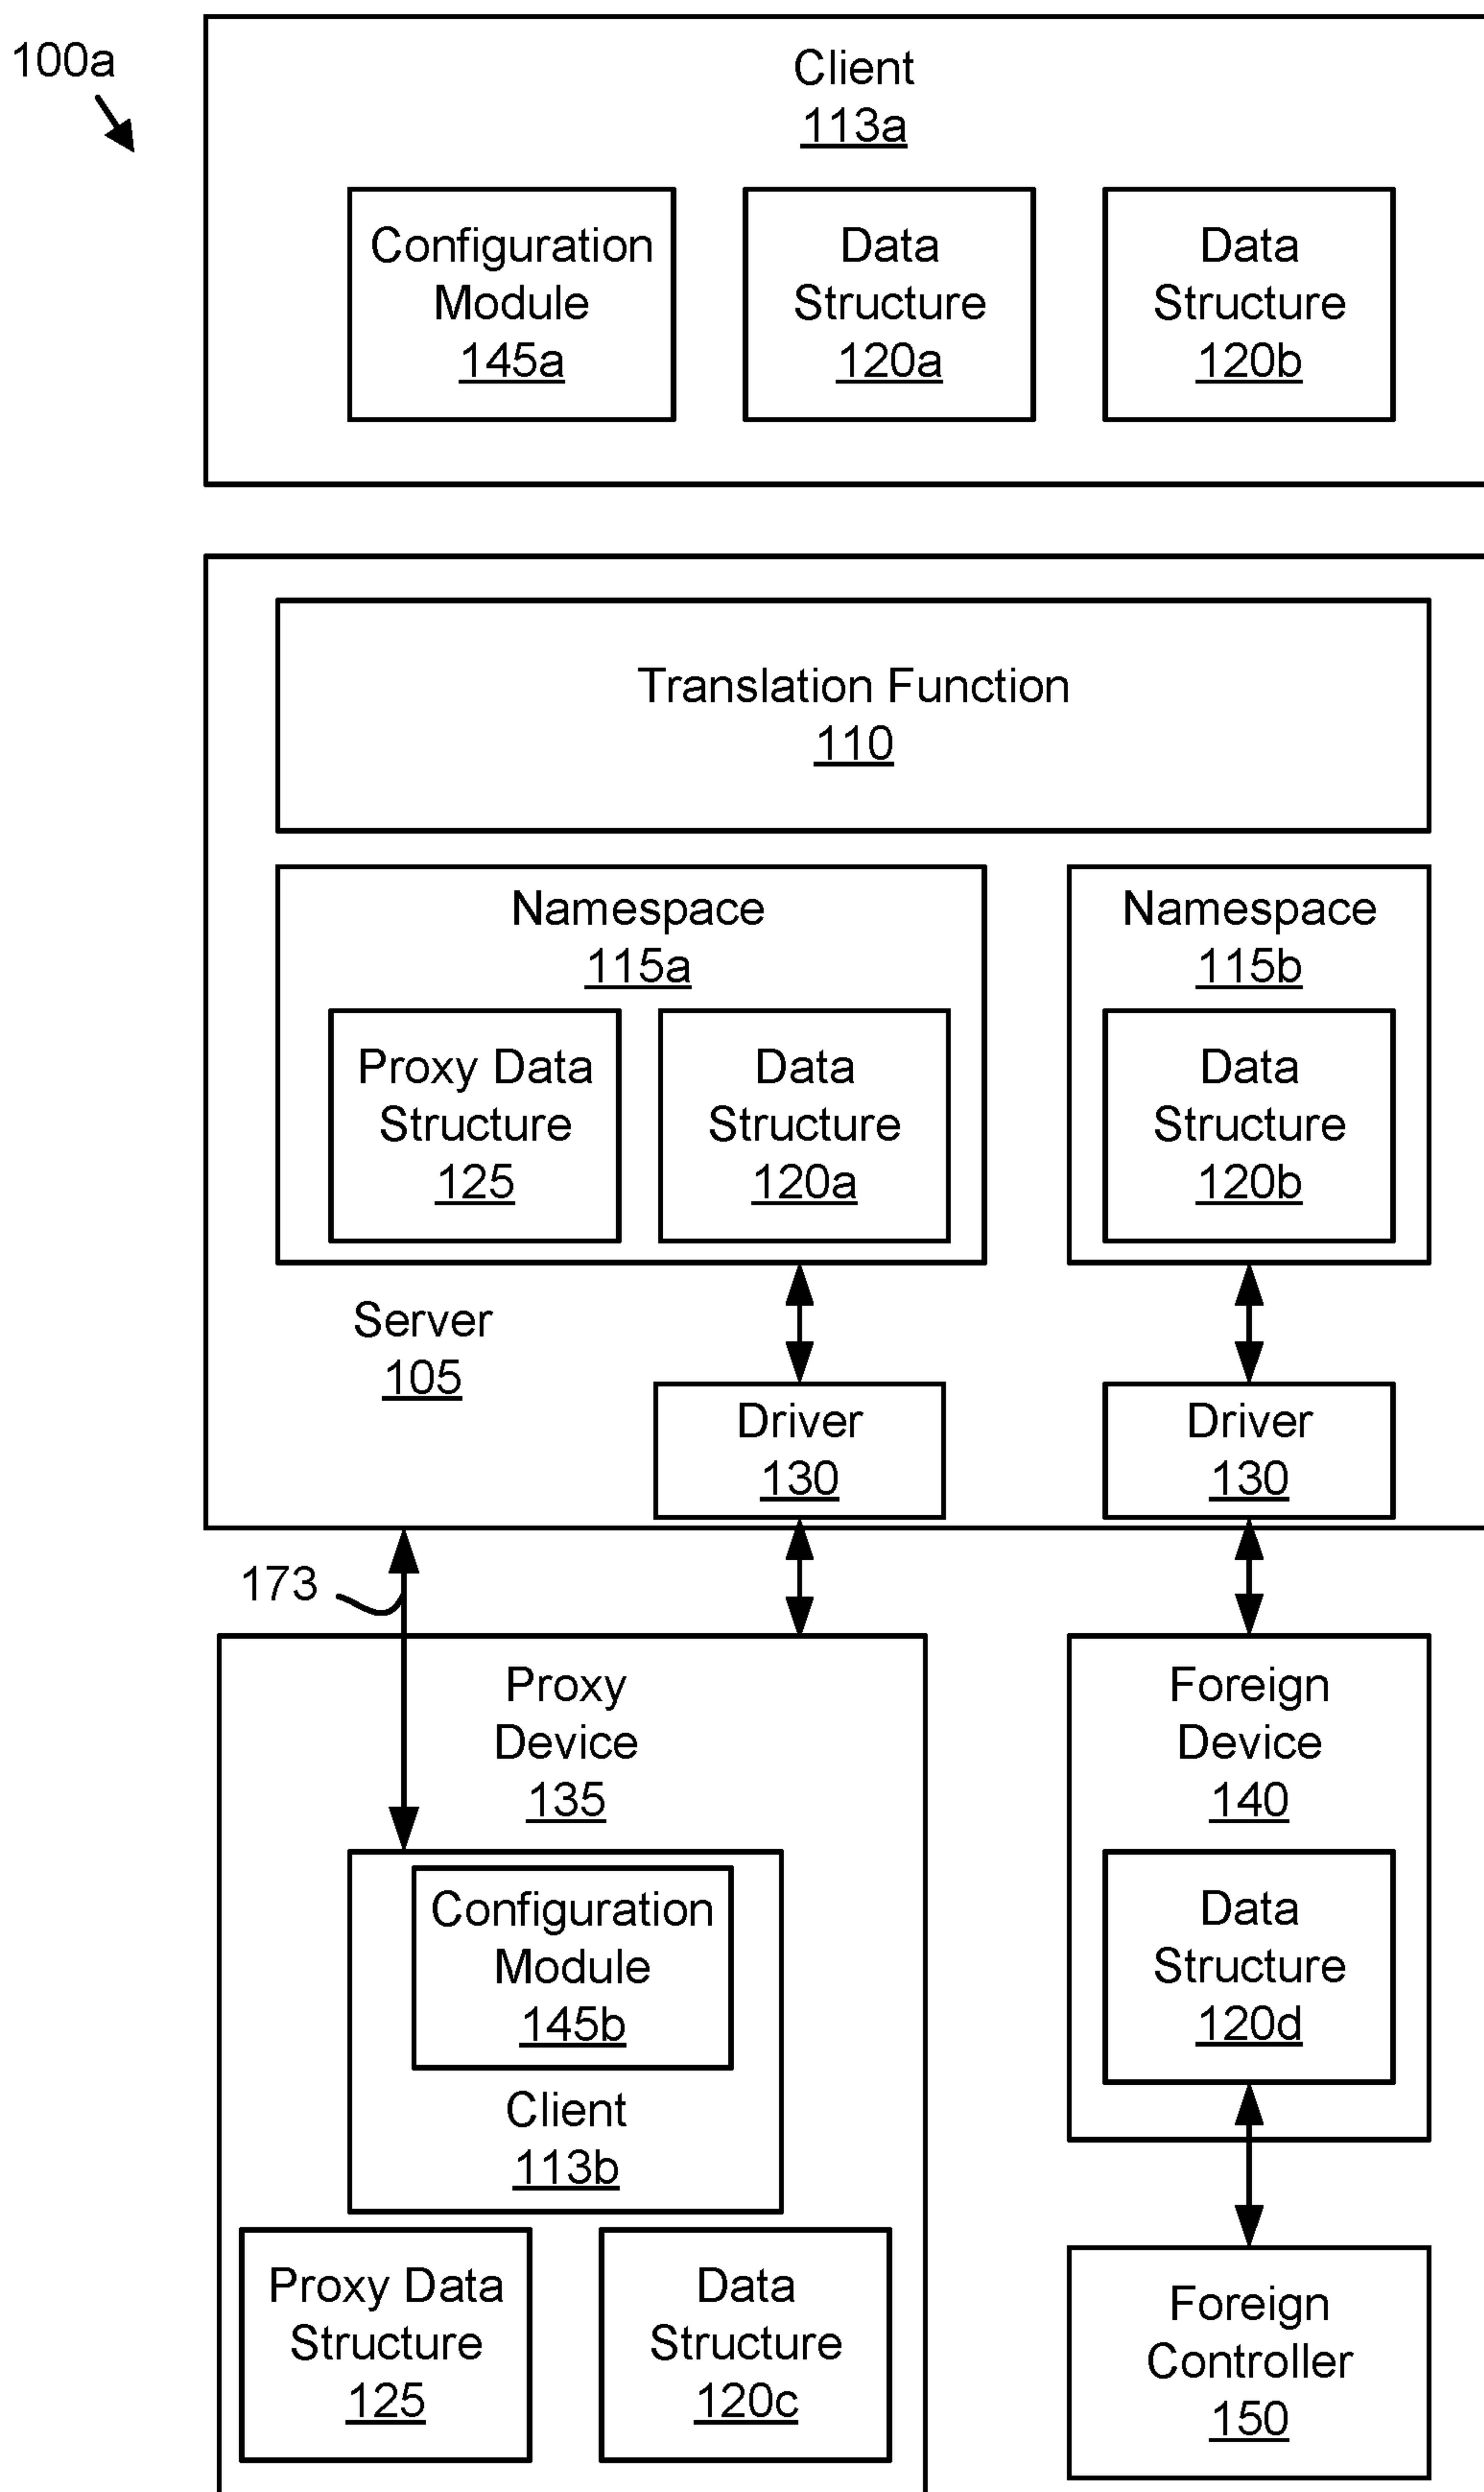 100a
Client
113a
Configuration
Module
145a
Data
Structure
120a
Data
Structure
120b
Translation Function
110
Namespace
115a
Proxy Data
Structure
125
Data
Structure
120a
Namespace
115b
Data
Structure
120b
Server
105
Driver
130
Driver
130
173
Proxy
Device
135
Configuration
Module
145b
Client
113b
Proxy Data
Structure
125
Data
Structure
120c
Foreign
Device
140
Data
Structure
120d
Foreign
Controller
150